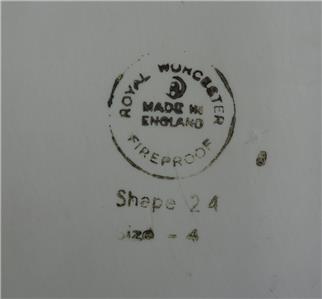 ROYAL WORCESTER
MADE IN
ENGLAND
FIREPROOF
Shape 24
Size - 4